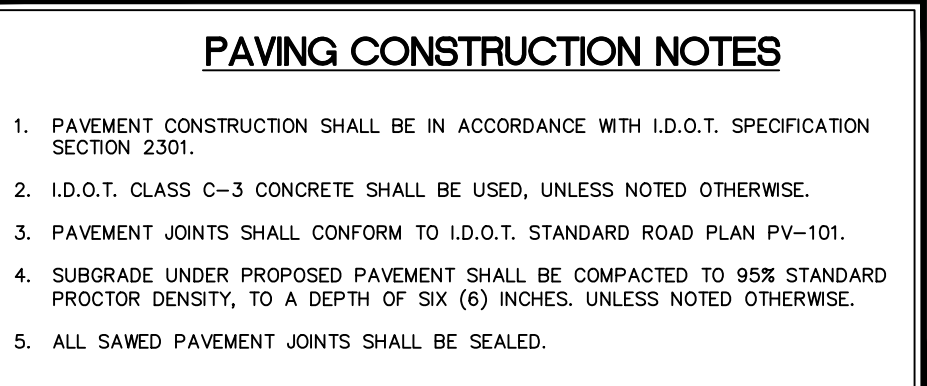 PAVING CONSTRUCTION NOTES
1. PAVEMENT CONSTRUCTION SHALL BE IN ACCORDANCE WITH I.D.O.T. SPECIFICATION
SECTION 2301.
2. I.D.O.T. CLASS C-3 CONCRETE SHALL BE USED, UNLESS NOTED OTHERWISE.
3. PAVEMENT JOINTS SHALL CONFORM TO I.D.O.T. STANDARD ROAD PLAN PV-101.
4. SUBGRADE UNDER PROPOSED PAVEMENT SHALL BE COMPACTED TO 95% STANDARD
PROCTOR DENSITY, TO A DEPTH OF SIX (6) INCHES. UNLESS NOTED OTHERWISE.
5. ALL SAWED PAVEMENT JOINTS SHALL BE SEALED.